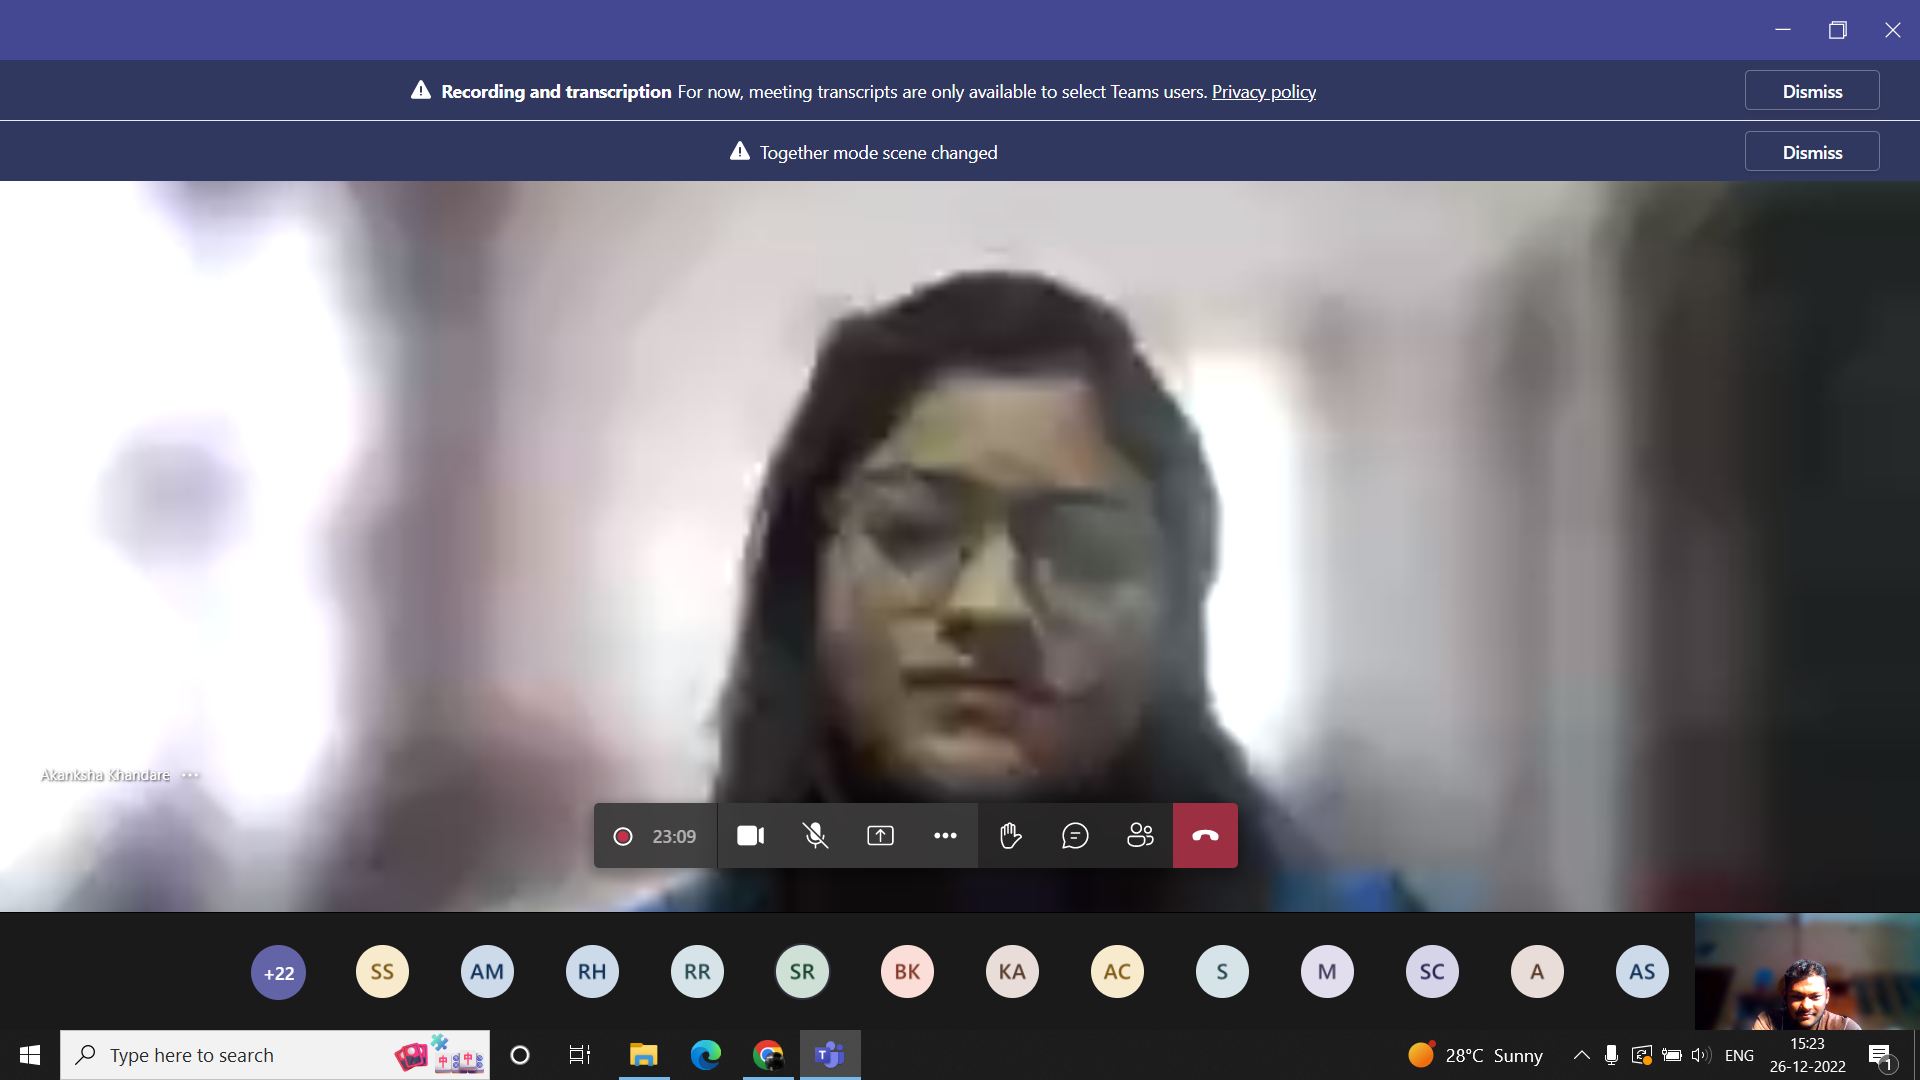 Recording and transcription For now, meeting transcripts are only available to select Teams users. Privacy policy
Dismiss
Together mode scene changed
Dismiss
Akanksha Khandare ...
23:09
+22 SS AM RH RR SR BK KA AC S M SC A AS
Type here to search
28°C Sunny
ENG
15:23
26-12-2022
1